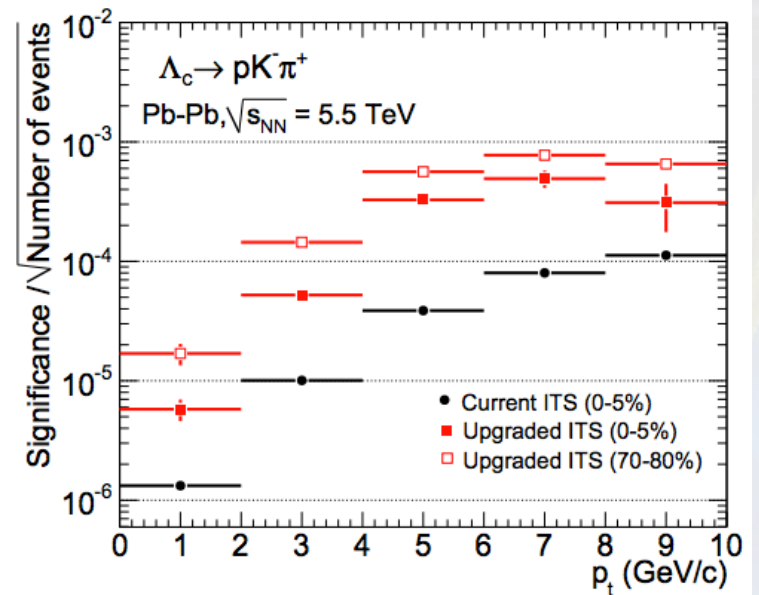 Significance /√Number of events
10⁻²
10⁻³
10⁻⁴
10⁻⁵
10⁻⁶
Λc→ pK⁻π⁺
Pb-Pb,√sNN = 5.5 TeV
Current ITS (0-5%)
Upgraded ITS (0-5%)
Upgraded ITS (70-80%)
0 1 2 3 4 5 6 7 8 9 10
pt (GeV/c)